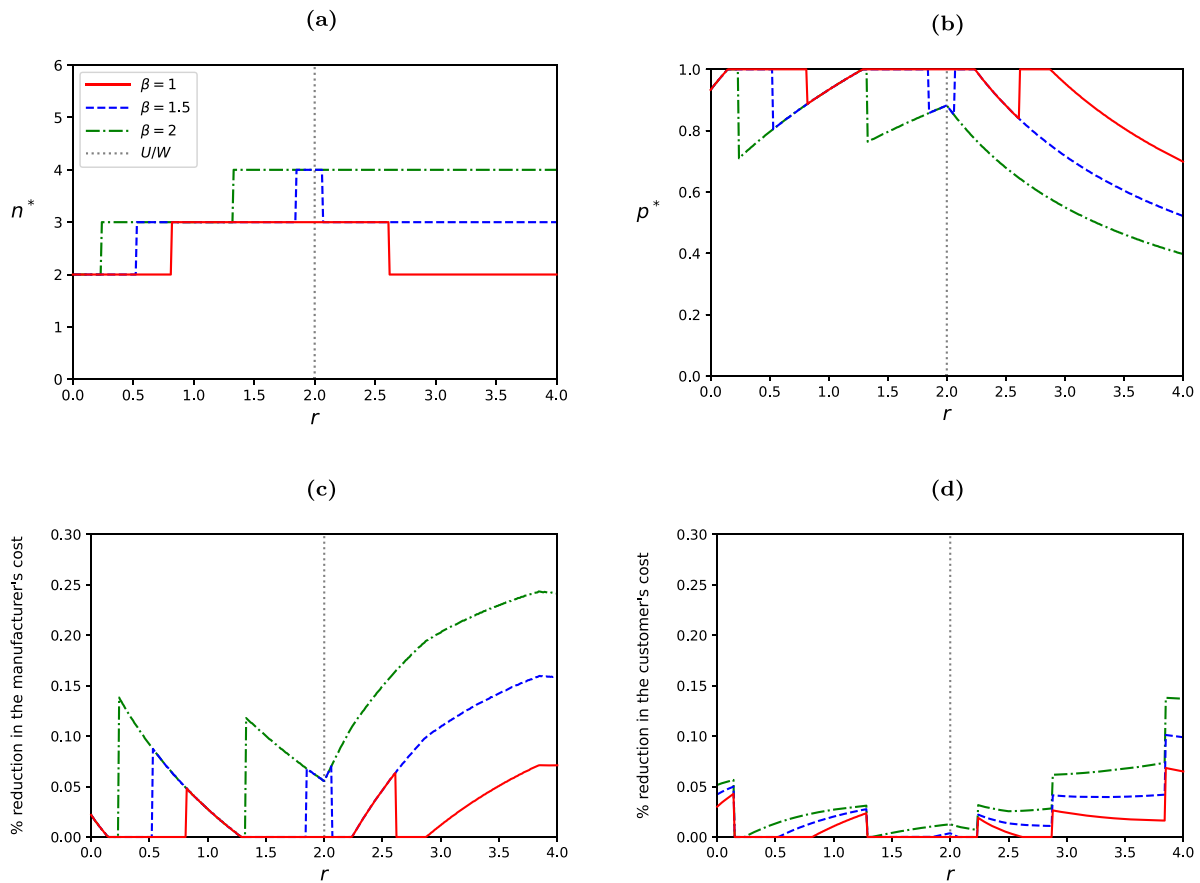 (a)
n*
6
5
4
3
2
1
0
β = 1
β = 1.5
β = 2
U/W
0.0 0.5 1.0 1.5 2.0 2.5 3.0 3.5 4.0
r
(b)
p*
1.0
0.8
0.6
0.4
0.2
0.0
0.0 0.5 1.0 1.5 2.0 2.5 3.0 3.5 4.0
r
(c)
% reduction in the manufacturer's cost
0.30
0.25
0.20
0.15
0.10
0.05
0.00
0.0 0.5 1.0 1.5 2.0 2.5 3.0 3.5 4.0
r
(d)
% reduction in the customer's cost
0.30
0.25
0.20
0.15
0.10
0.05
0.00
0.0 0.5 1.0 1.5 2.0 2.5 3.0 3.5 4.0
r